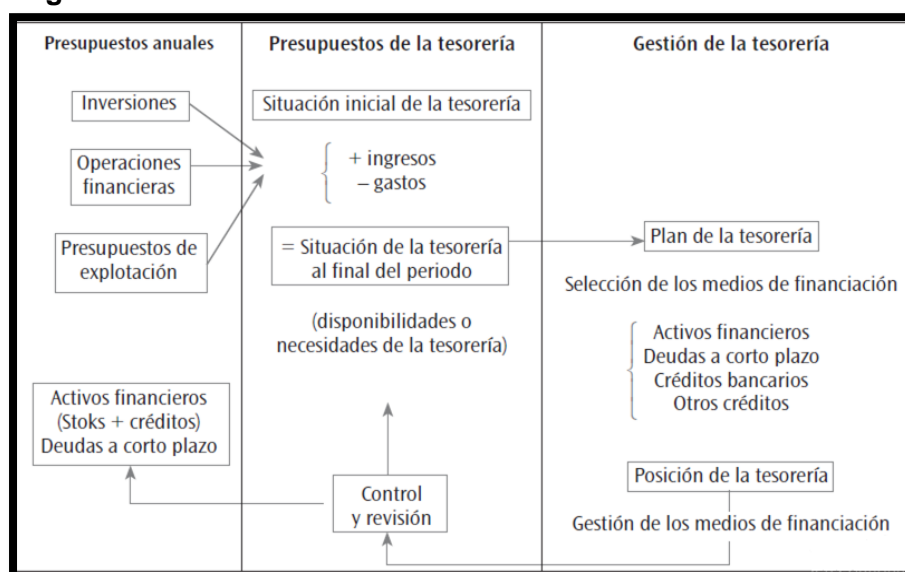 Presupuestos anuales
Inversiones
Operaciones
financieras
Presupuestos de
explotación
Activos financieros
(Stoks + créditos)
Deudas a corto plazo
Presupuestos de la tesorería
Situación inicial de la tesorería
+ ingresos
– gastos
= Situación de la tesorería
al final del periodo
(disponibilidades o
necesidades de la tesorería)
Control
y revisión
Gestión de la tesorería
Plan de la tesorería
Selección de los medios de financiación
Activos financieros
Deudas a corto plazo
Créditos bancarios
Otros créditos
Posición de la tesorería
Gestión de los medios de financiación